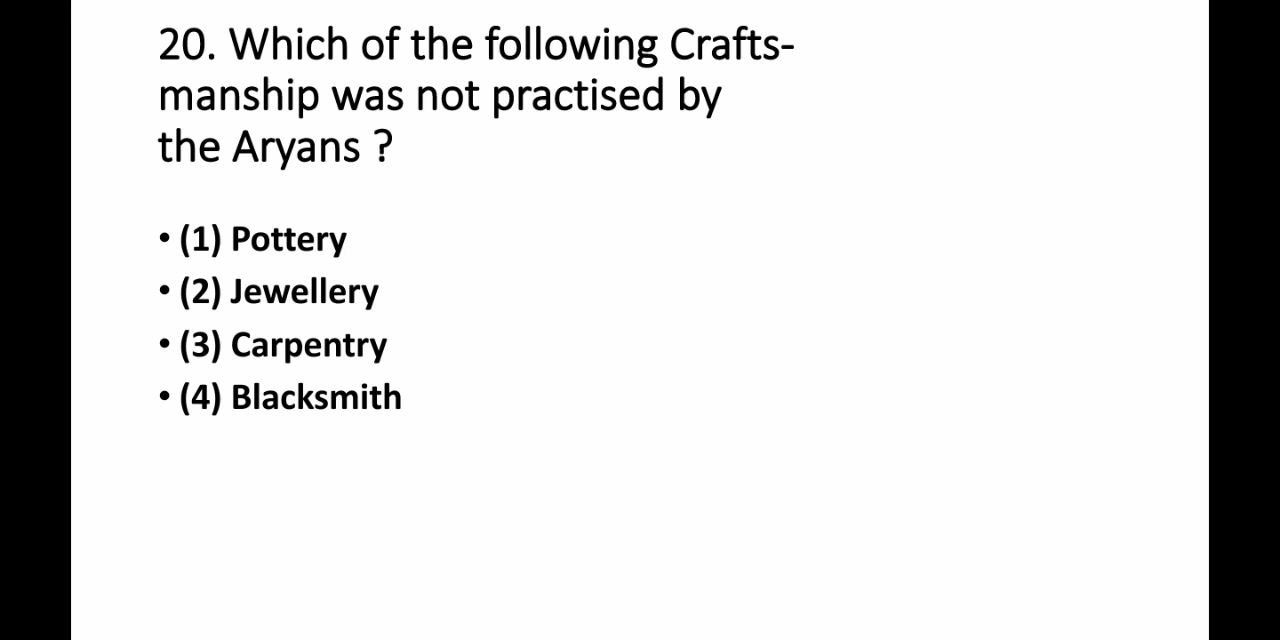 20. Which of the following Crafts-
manship was not practised by
the Aryans ?
• (1) Pottery
• (2) Jewellery
• (3) Carpentry
• (4) Blacksmith